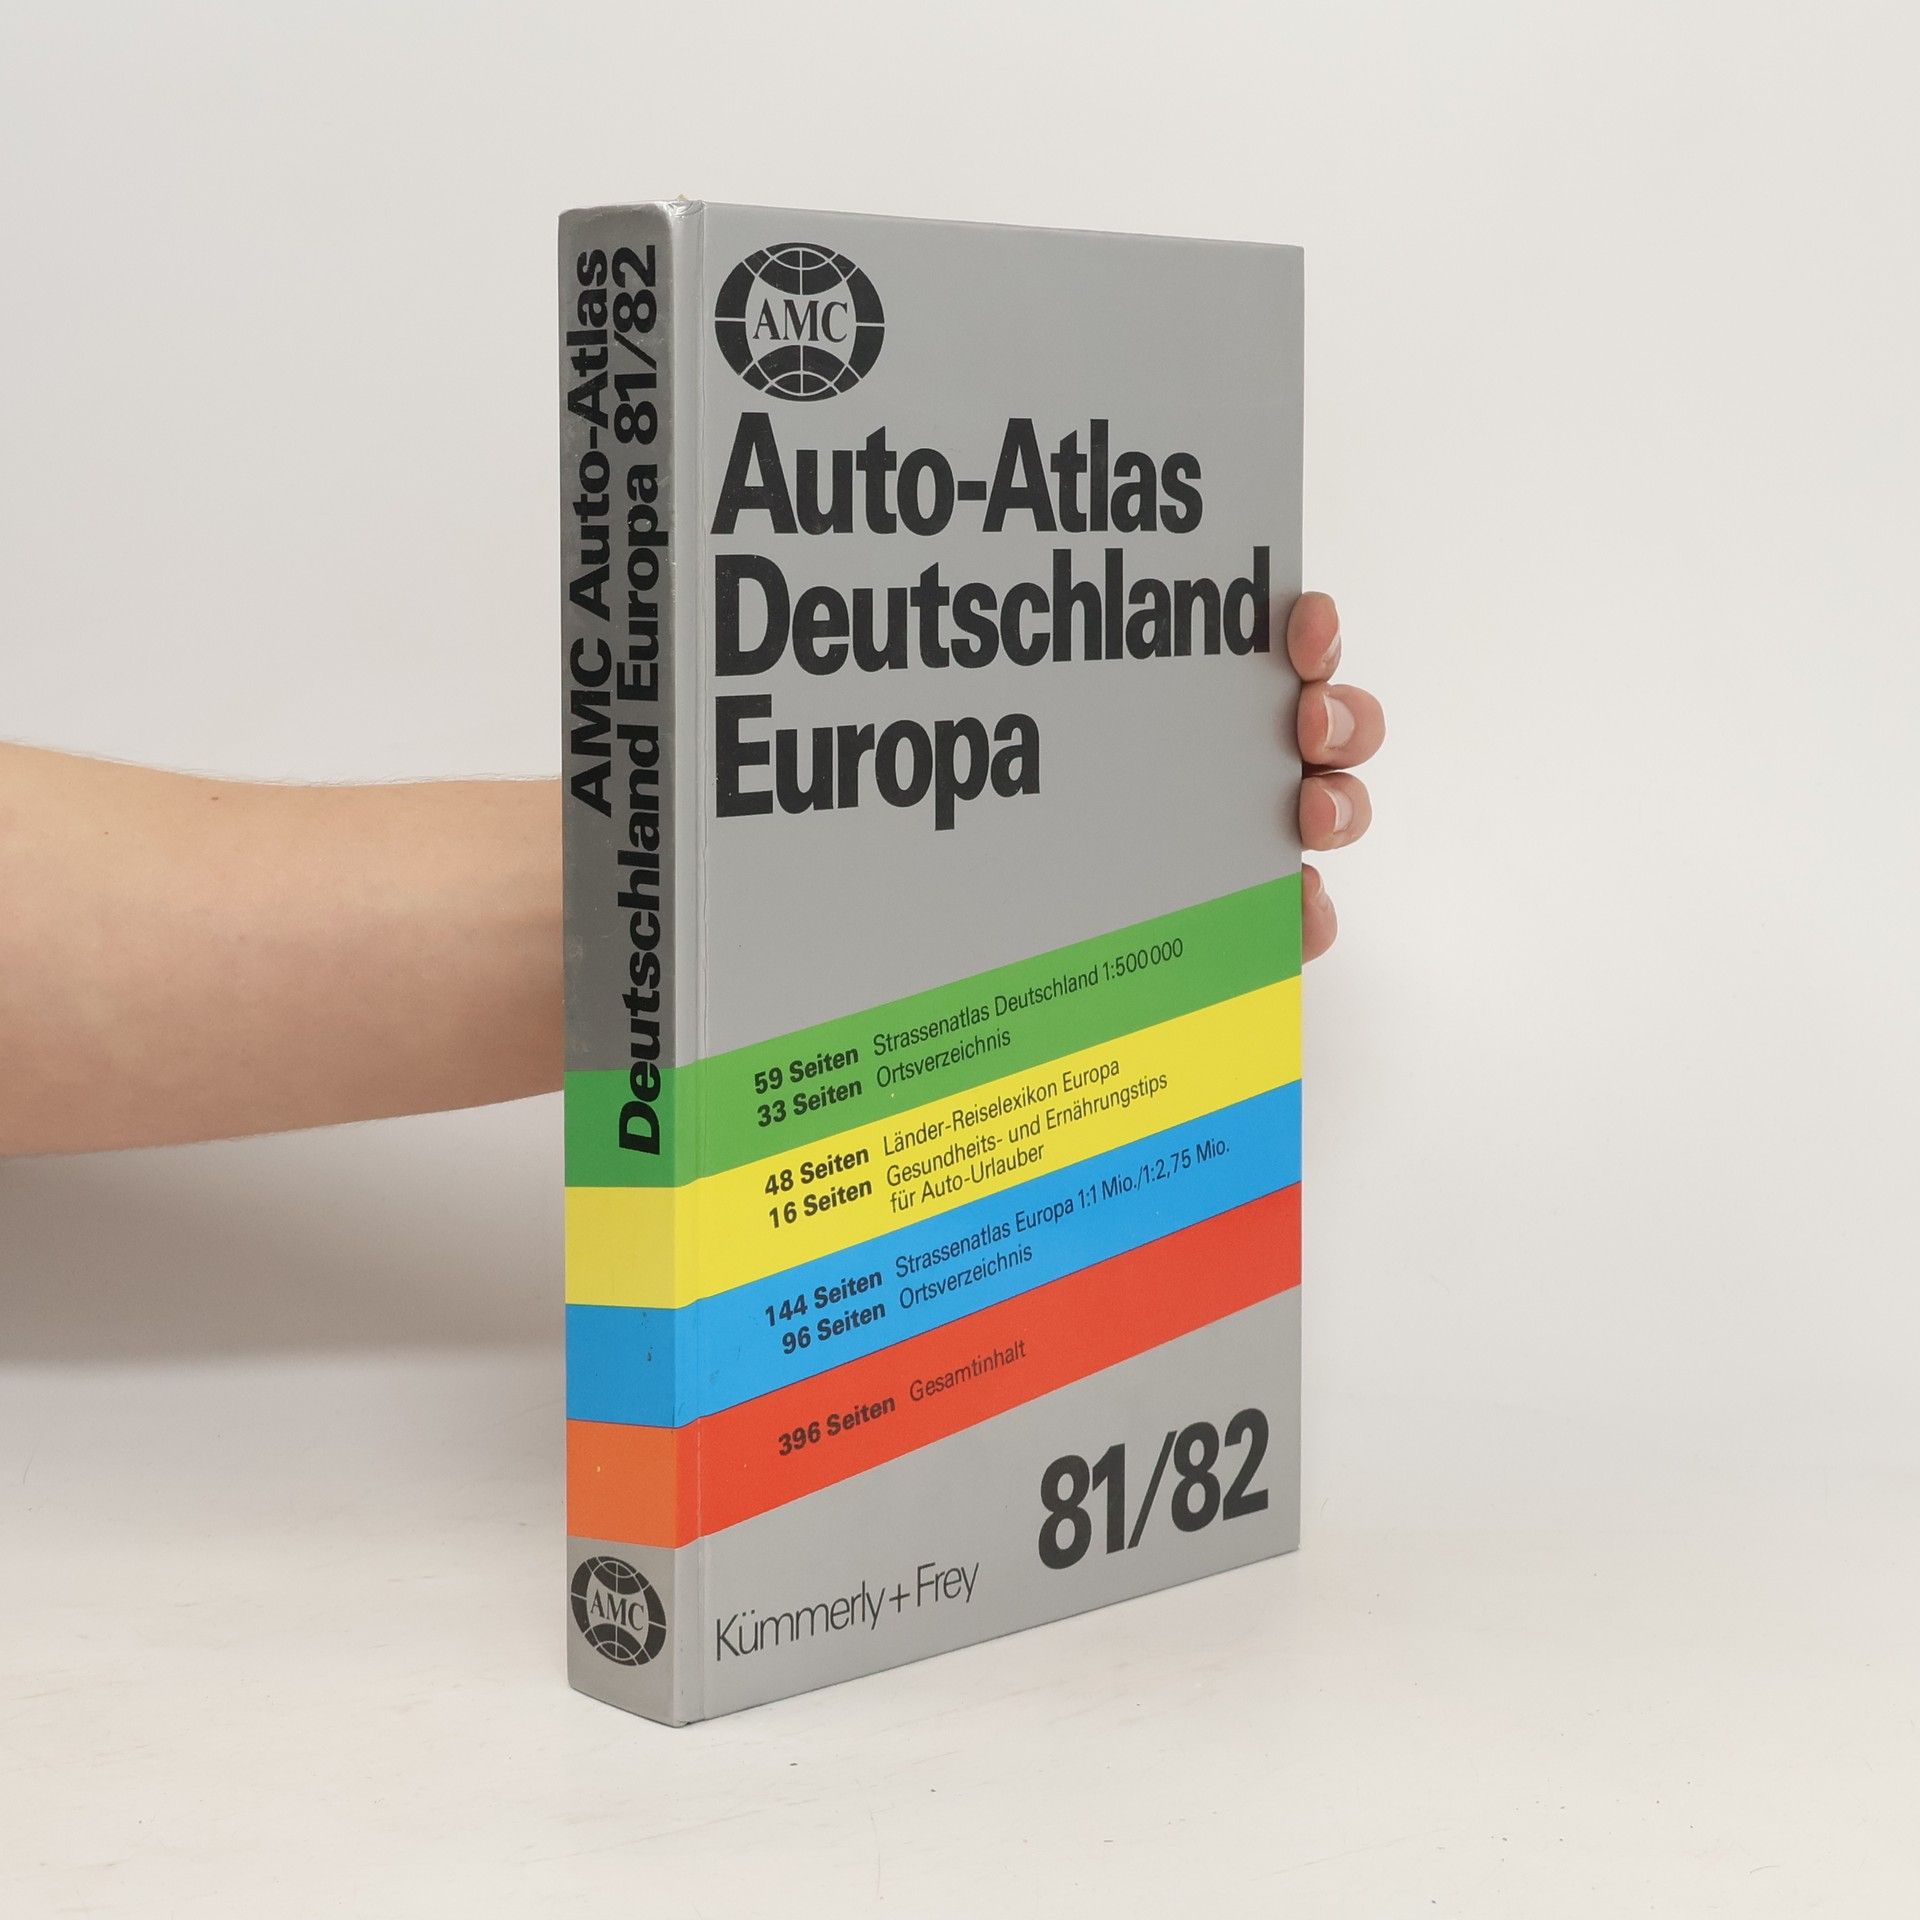 AMC Auto-Atlas
Deutschland Europa 81/82
AMC
AMC
Auto-Atlas
Deutschland
Europa
59 Seiten Strassenatlas Deutschland 1:500 000
33 Seiten Ortsverzeichnis
48 Seiten Länder-Reiselexikon Europa
16 Seiten Gesundheits- und Ernährungstips
für Auto-Urlauber
144 Seiten Strassenatlas Europa 1:1 Mio./1:2,75 Mio.
96 Seiten Ortsverzeichnis
396 Seiten Gesamtinhalt
81/82
Kümmerly+Frey